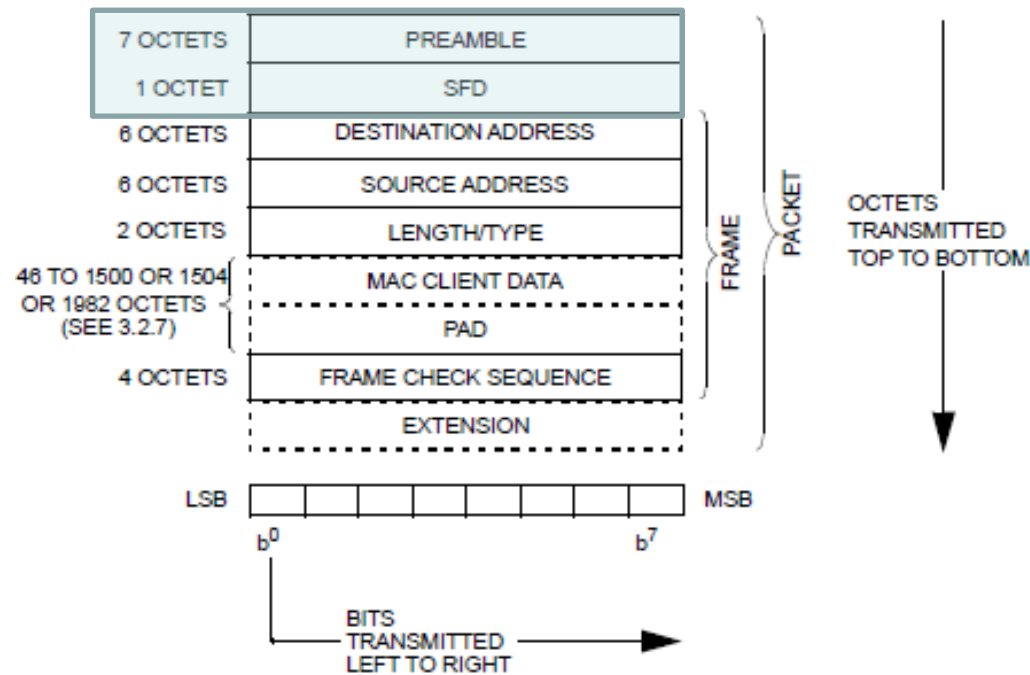 7 OCTETS PREAMBLE
1 OCTET SFD
6 OCTETS DESTINATION ADDRESS
6 OCTETS SOURCE ADDRESS
2 OCTETS LENGTH/TYPE
46 TO 1500 OR 1504
OR 1982 OCTETS
(SEE 3.2.7)
MAC CLIENT DATA
PAD
4 OCTETS FRAME CHECK SEQUENCE
EXTENSION
FRAME
PACKET
OCTETS
TRANSMITTED
TOP TO BOTTOM
LSB MSB
b0 b7
BITS
TRANSMITTED
LEFT TO RIGHT